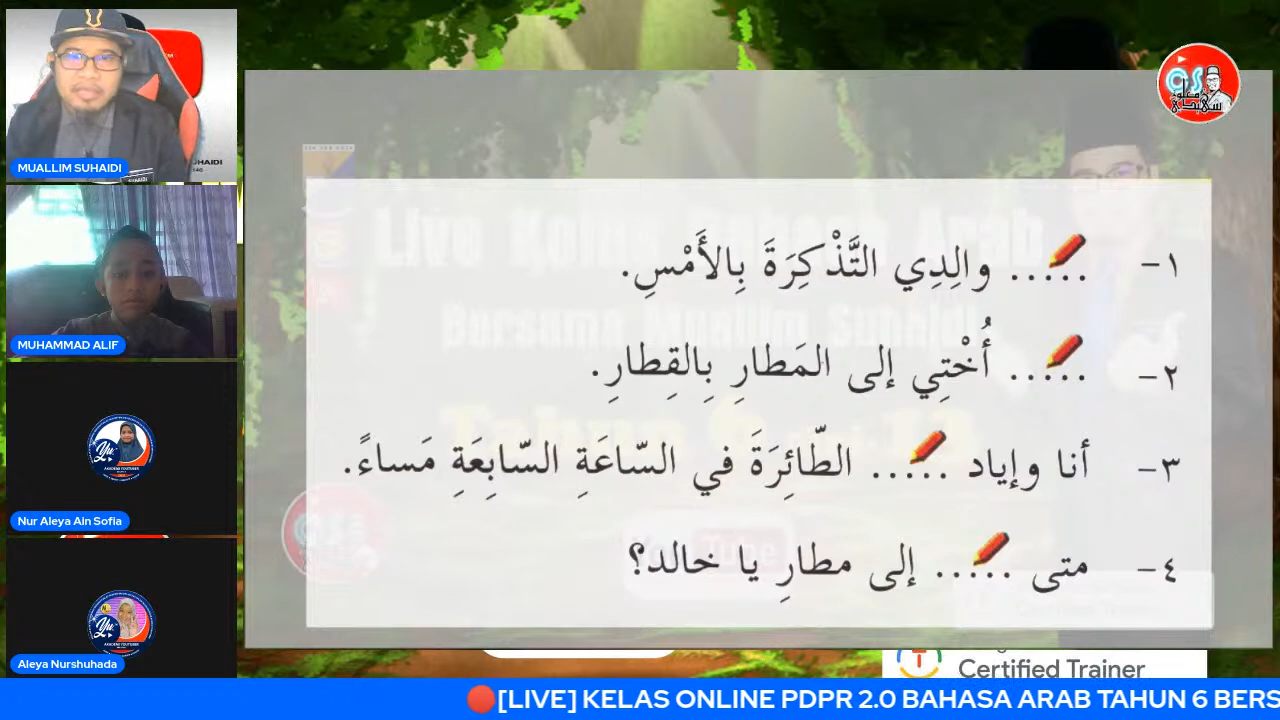 MUALLIM SUHAIDI
MUHAMMAD ALIF
Nur Aleya Ain Sofia
Aleya Nurshuhada
١- ..... والِدِي التَّذْكِرَةَ بِالأَمْسِ.
٢- ..... أُخْتِي إلى المَطارِ بِالقِطارِ.
٣- أنا وإياد ..... الطّائِرَةَ في السّاعَةِ السّابِعَةِ مَساءً.
٤- متى ..... إلى مطارِ يا خالد؟
Certified Trainer
[LIVE] KELAS ONLINE PDPR 2.0 BAHASA ARAB TAHUN 6 BERS